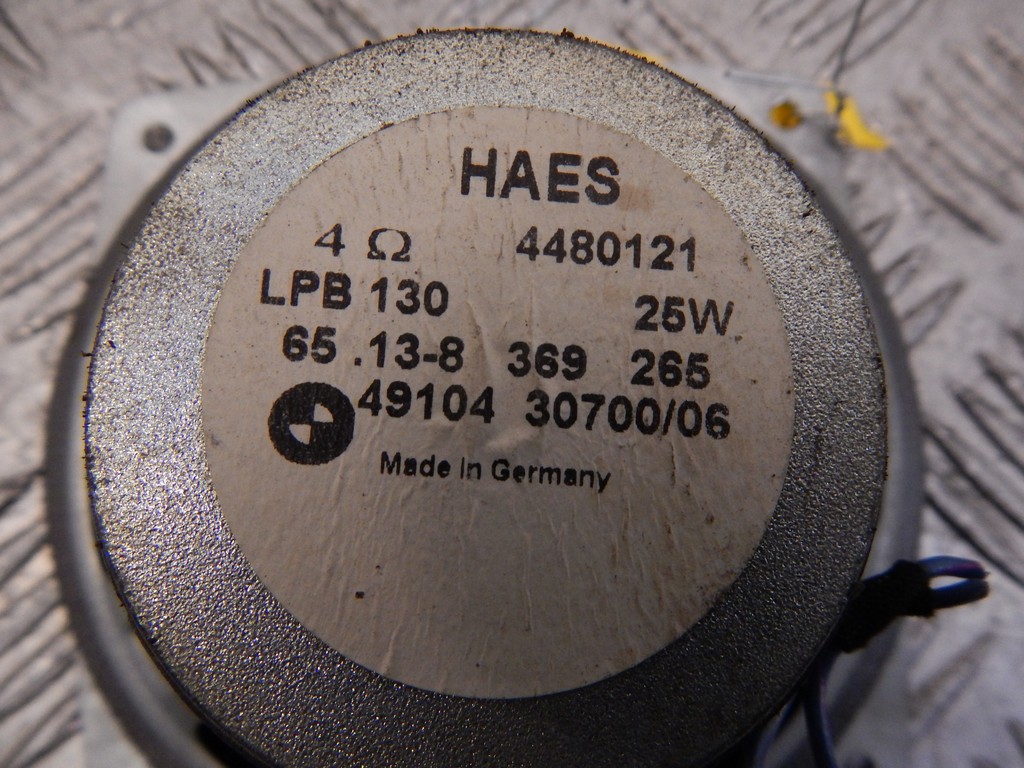 HAES
4 Ω 4480121
LPB 130 25W
65 .13-8 369 265
49104 30700/06
Made in Germany